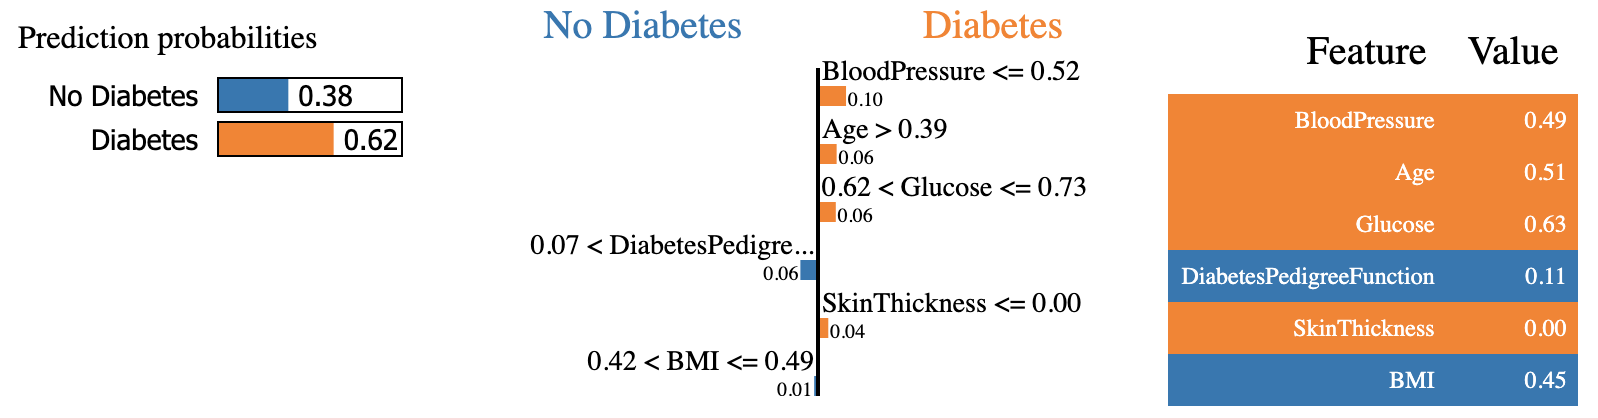 Prediction probabilities
No Diabetes 0.38
Diabetes 0.62
No Diabetes Diabetes
BloodPressure <= 0.52
0.10
Age > 0.39
0.06
0.62 < Glucose <= 0.73
0.06
0.07 < DiabetesPedigre...
0.06
SkinThickness <= 0.00
0.04
0.42 < BMI <= 0.49
0.01
Feature Value
BloodPressure 0.49
Age 0.51
Glucose 0.63
DiabetesPedigreeFunction 0.11
SkinThickness 0.00
BMI 0.45